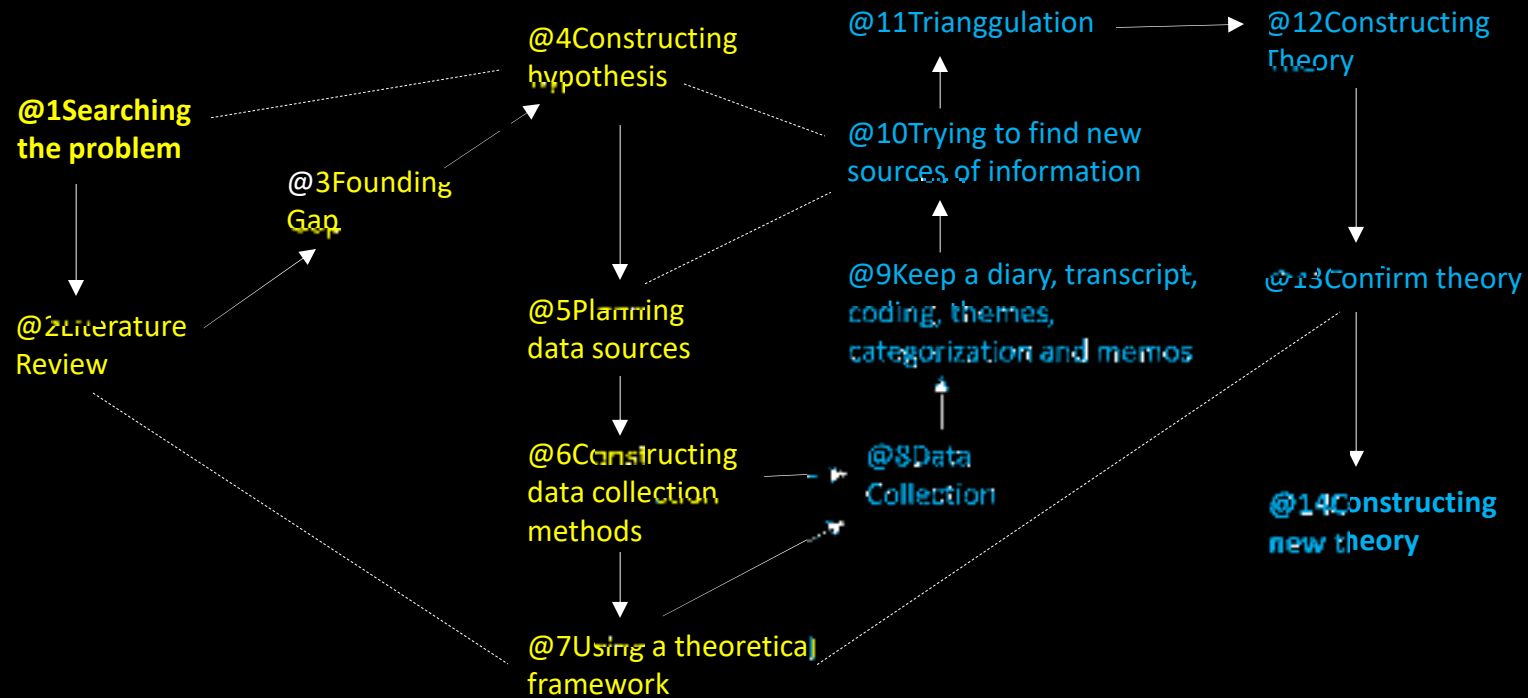 @1Searching
the problem
@2Literature
Review
@3Founding
Gap
@4Constructing
hypothesis
@5Planning
data sources
@6Constructing
data collection
methods
@7Using a theoretical
framework
@8Data
Collection
@9Keep a diary, transcript,
coding, themes,
categorization and memos
@10Trying to find new
sources of information
@11Trianggulation
@12Constructing
Theory
@13Confirm theory
@14Constructing
new theory